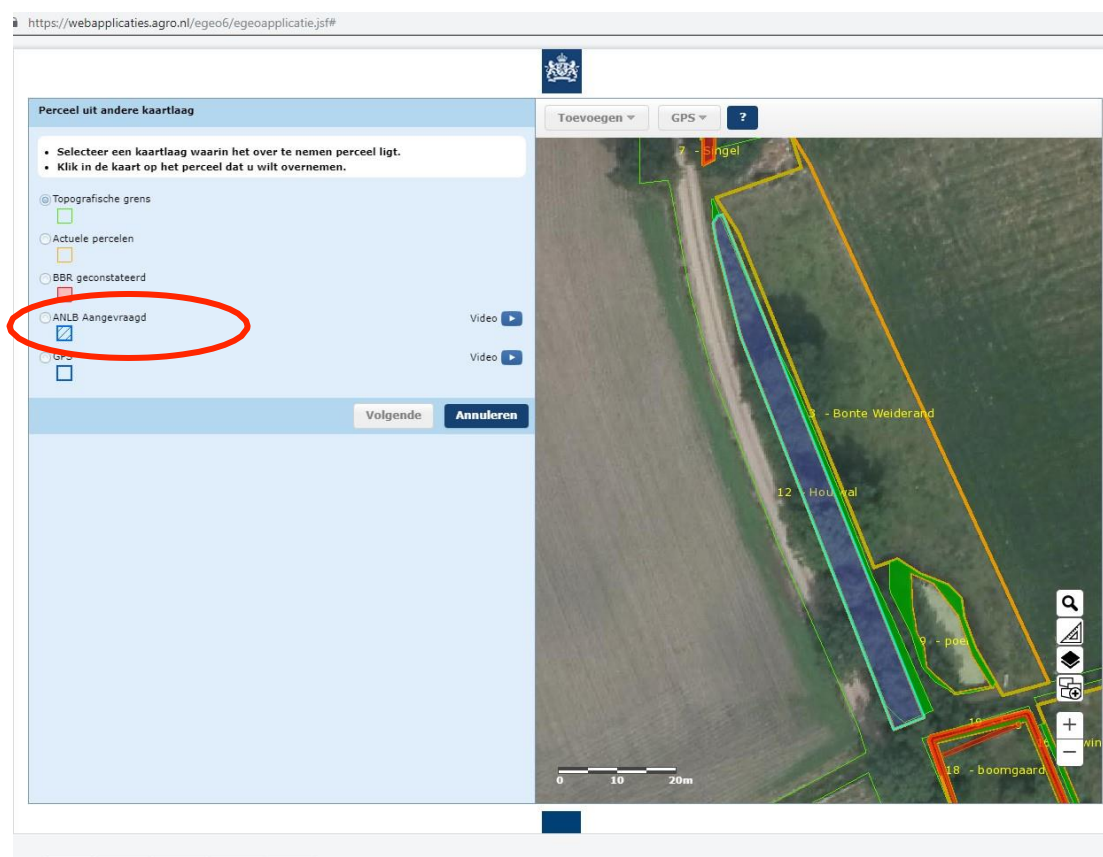 https://webapplicaties.agro.nl/egeo6/egeoapplicatie.jsf#
Perceel uit andere kaartlaag
• Selecteer een kaartlaag waarin het over te nemen perceel ligt.
• Klik in de kaart op het perceel dat u wilt overnemen.
Topografische grens
Actuele percelen
BBR geconstateerd
ANLB Aangevraagd
Video
GPS
Video
Volgende
Annuleren
Toevoegen
GPS
?
7 - Singel
3 - Bonte Weiderand
12 - Houtwal
9 - poel
18 - boomgaard
0 10 20m
+
−